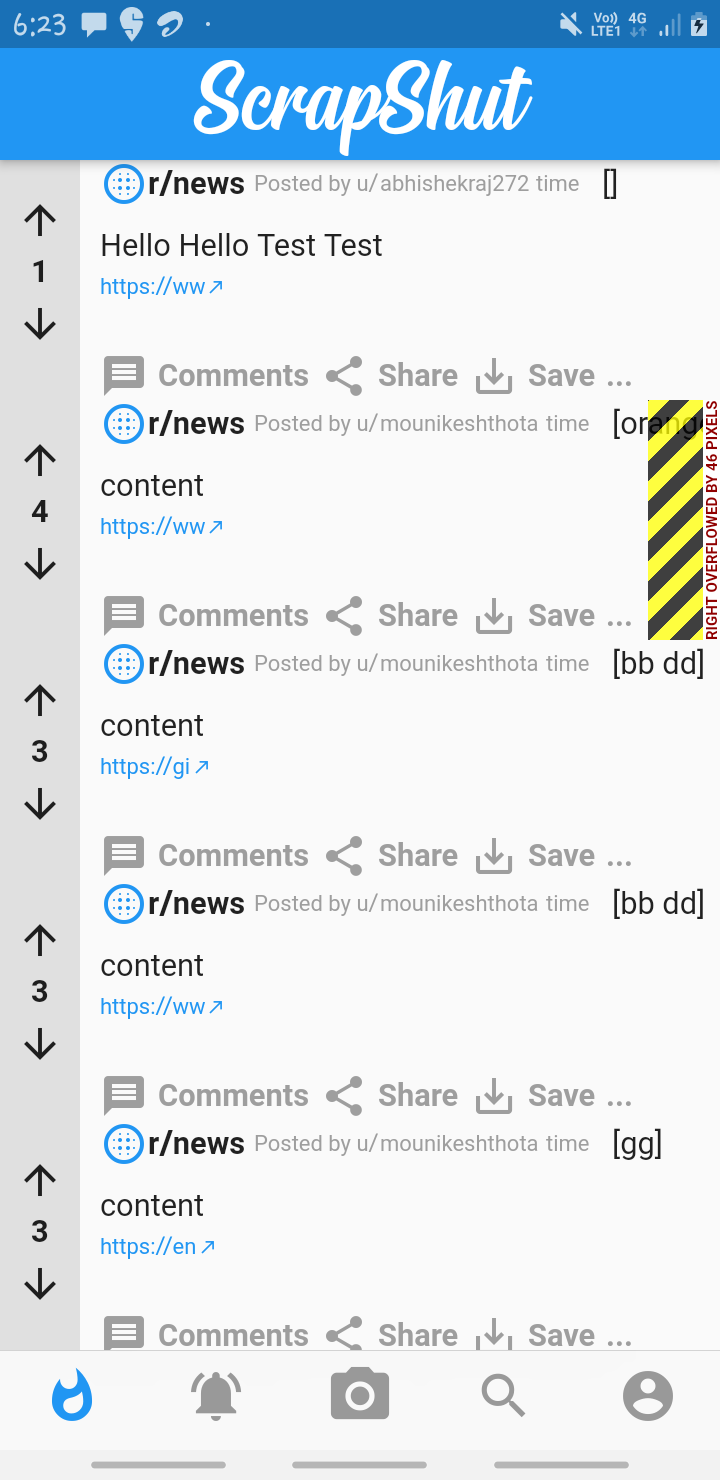 6:23 Vo)) LTE1 4G
ScrapShut
r/news Posted by u/abhishekraj272 time []
1
Hello Hello Test Test
https://ww
Comments Share Save ...
r/news Posted by u/mounikeshthota time [orang
RIGHT OVERFLOWED BY 46 PIXELS
4
content
https://ww
Comments Share Save ...
r/news Posted by u/mounikeshthota time [bb dd]
content
3
https://gi
Comments Share Save ...
r/news Posted by u/mounikeshthota time [bb dd]
content
3
https://ww
Comments Share Save ...
r/news Posted by u/mounikeshthota time [gg]
content
3
https://en
Comments Share Save ...